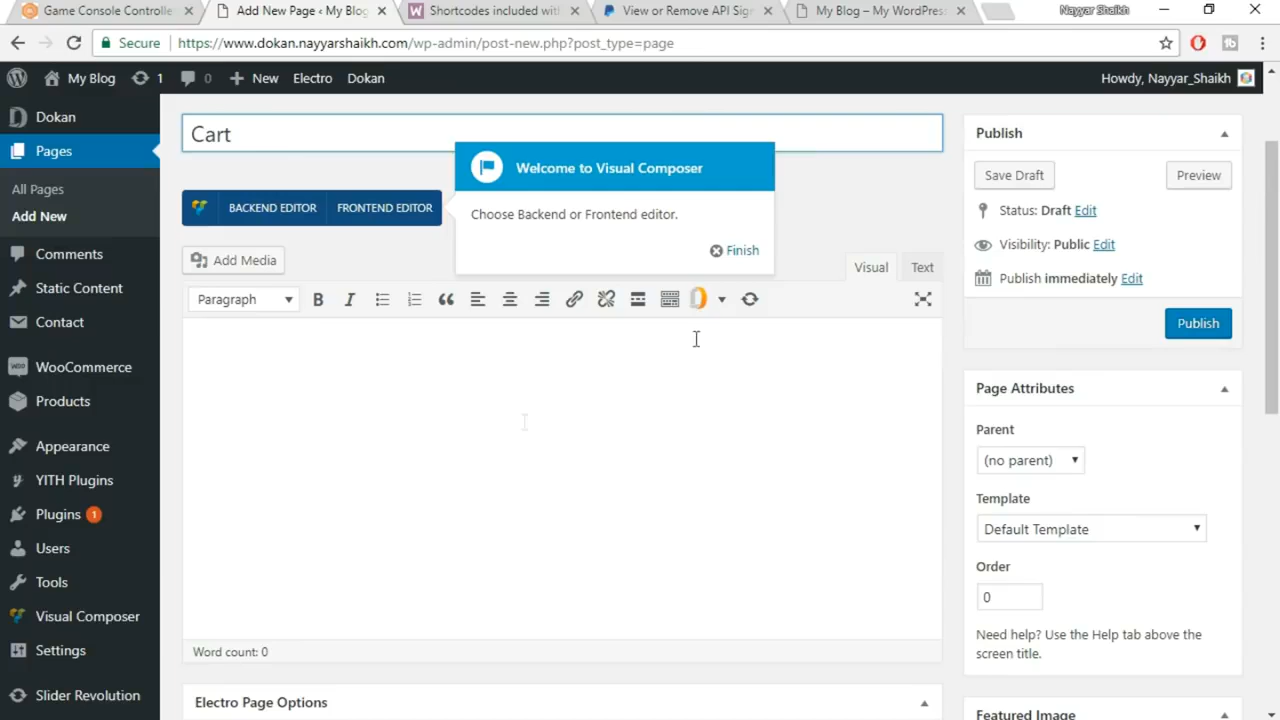 Game Console Controlle
Add New Page ‹ My Blog
Shortcodes included with
View or Remove API Sig
My Blog – My WordPres
Nayyar Shaikh
Secure
https://www.dokan.nayyarshaikh.com/wp-admin/post-new.php?post_type=page
My Blog 1 0 New Electro Dokan
Howdy, Nayyar_Shaikh
Dokan
Pages
All Pages
Add New
Comments
Static Content
Contact
WooCommerce
Products
Appearance
YITH Plugins
Plugins 1
Users
Tools
Visual Composer
Settings
Slider Revolution
Cart
BACKEND EDITOR FRONTEND EDITOR
Welcome to Visual Composer
Choose Backend or Frontend editor.
Finish
Add Media
Visual Text
Paragraph
Word count: 0
Electro Page Options
Publish
Save Draft Preview
Status: Draft Edit
Visibility: Public Edit
Publish immediately Edit
Publish
Page Attributes
Parent
(no parent)
Template
Default Template
Order
0
Need help? Use the Help tab above the
screen title.
Featured Image